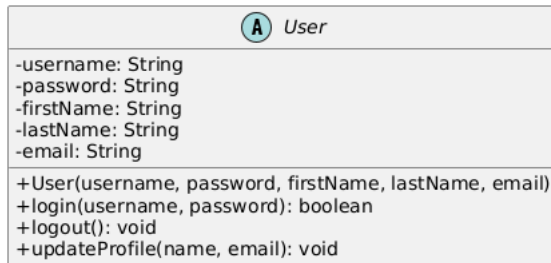 A User
-username: String
-password: String
-firstName: String
-lastName: String
-email: String
+User(username, password, firstName, lastName, email)
+login(username, password): boolean
+logout(): void
+updateProfile(name, email): void